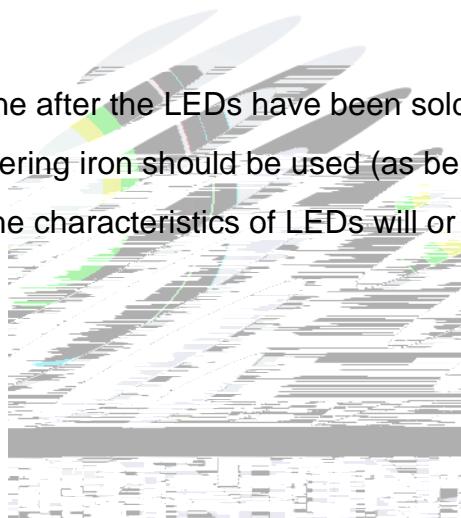 ne after the LEDs have been sold
ering iron should be used (as be
ne characteristics of LEDs will or